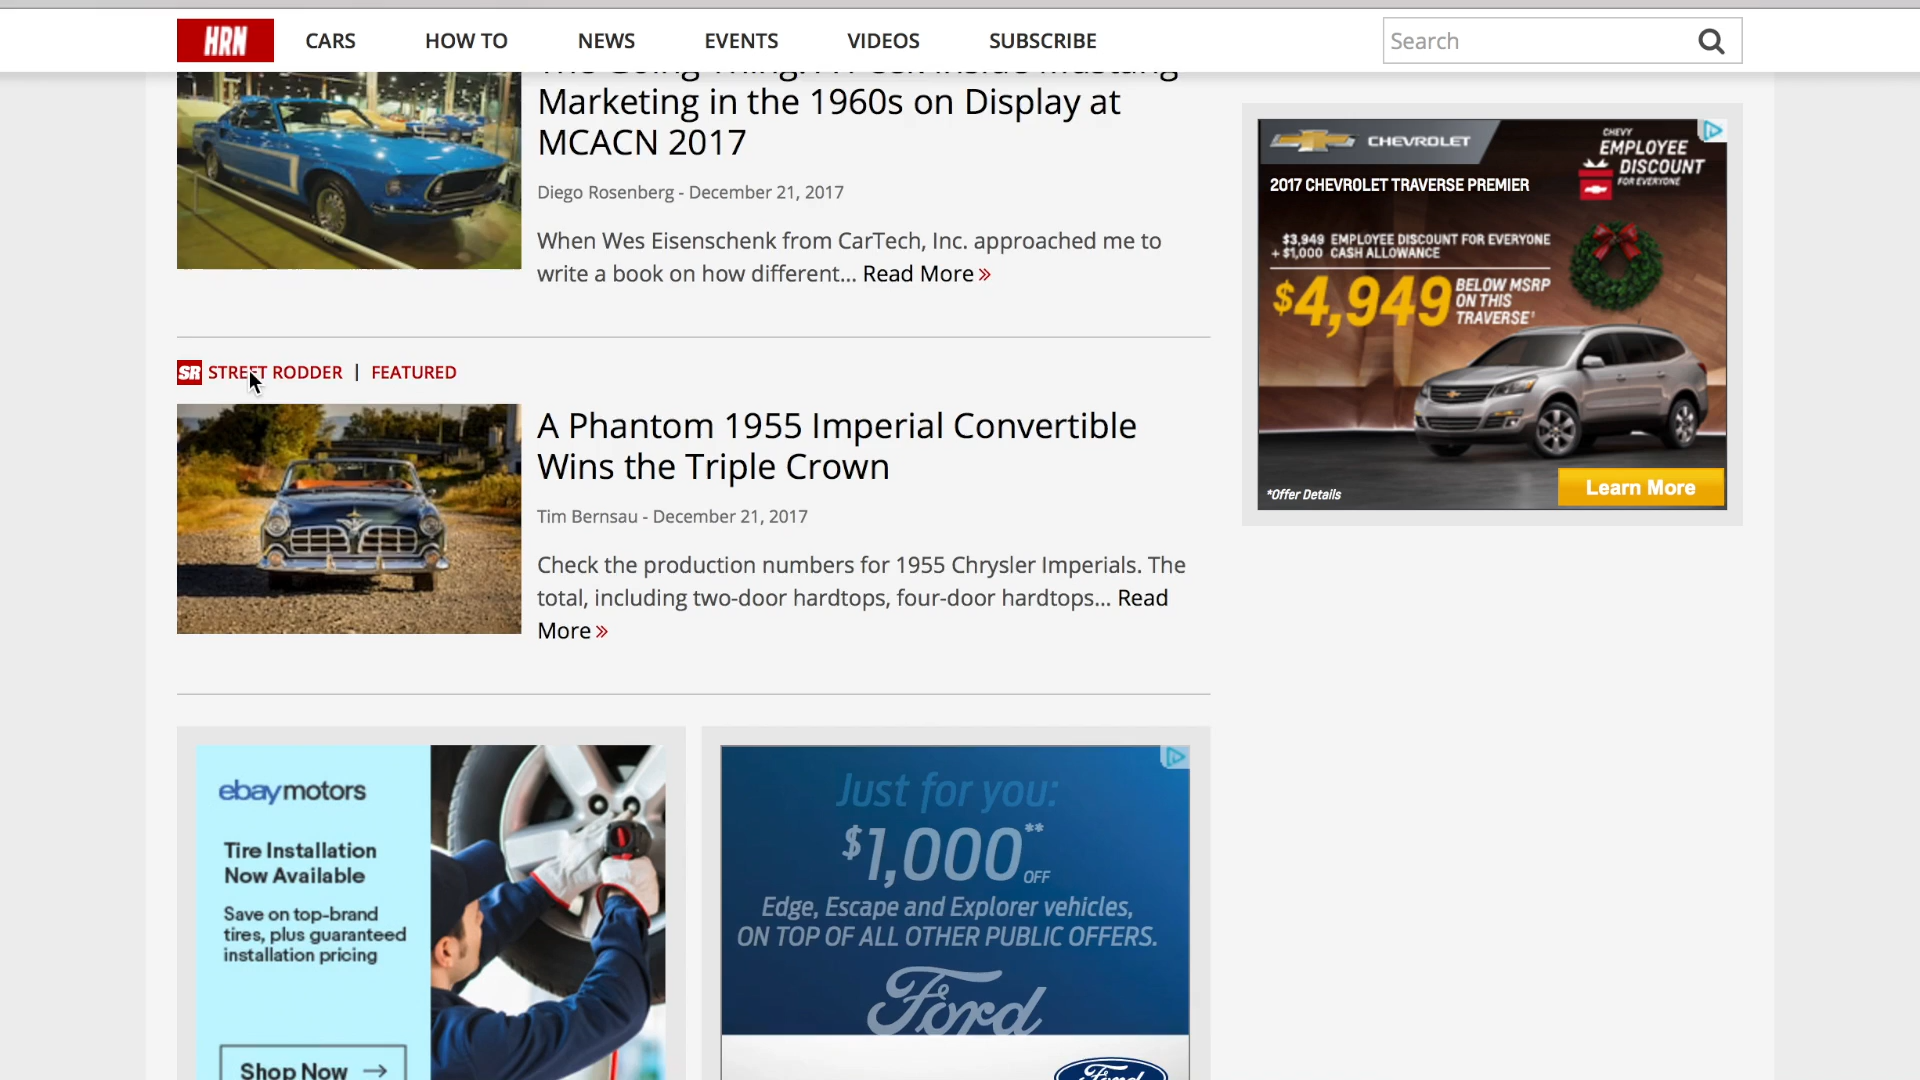 HRN CARS HOW TO NEWS EVENTS VIDEOS SUBSCRIBE Search
Marketing in the 1960s on Display at
MCACN 2017
Diego Rosenberg - December 21, 2017
When Wes Eisenschenk from CarTech, Inc. approached me to
write a book on how different... Read More »
SR STREET RODDER | FEATURED
A Phantom 1955 Imperial Convertible
Wins the Triple Crown
Tim Bernsau - December 21, 2017
Check the production numbers for 1955 Chrysler Imperials. The
total, including two-door hardtops, four-door hardtops... Read
More »
CHEVROLET
CHEVY
EMPLOYEE
DISCOUNT
FOR EVERYONE
2017 CHEVROLET TRAVERSE PREMIER
$3,949 EMPLOYEE DISCOUNT FOR EVERYONE
+ $1,000 CASH ALLOWANCE
$4,949 BELOW MSRP
ON THIS
TRAVERSE
*Offer Details
Learn More
ebay motors
Tire Installation
Now Available
Save on top-brand
tires, plus guaranteed
installation pricing
Shop Now →
Just for you:
$1,000** OFF
Edge, Escape and Explorer vehicles,
ON TOP OF ALL OTHER PUBLIC OFFERS.
Ford
Ford